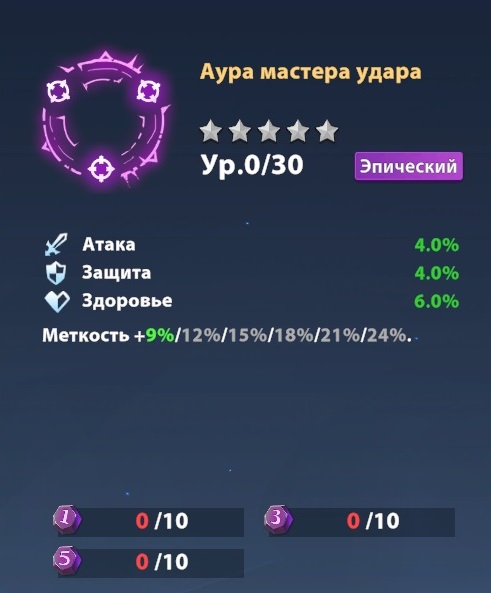 Аура мастера удара
Ур.0/30
Эпический
Атака 4.0%
Защита 4.0%
Здоровье 6.0%
Меткость +9%/12%/15%/18%/21%/24%.
1 0 /10 3 0 /10
5 0 /10